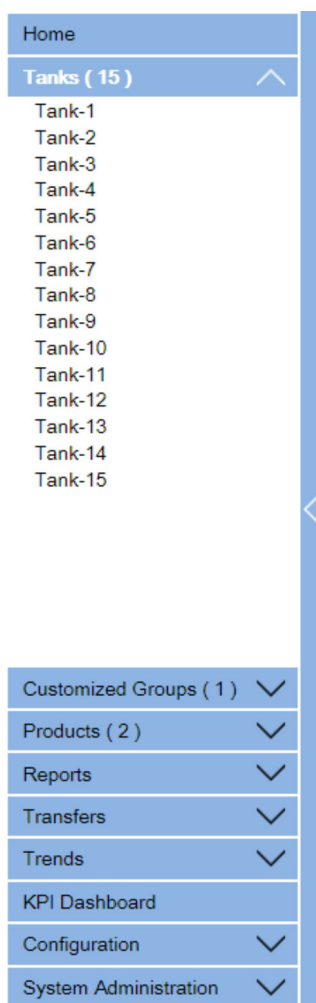 Home
Tanks ( 15 )
Tank-1
Tank-2
Tank-3
Tank-4
Tank-5
Tank-6
Tank-7
Tank-8
Tank-9
Tank-10
Tank-11
Tank-12
Tank-13
Tank-14
Tank-15
Customized Groups ( 1 )
Products ( 2 )
Reports
Transfers
Trends
KPI Dashboard
Configuration
System Administration